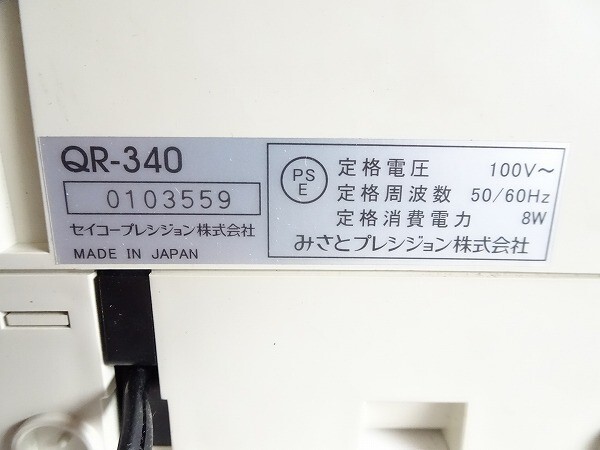 QR-340
0103559
セイコープレシジョン株式会社
MADE IN JAPAN
PS
E
定格電圧 100V～
定格周波数 50/60Hz
定格消費電力 8W
みさとプレシジョン株式会社